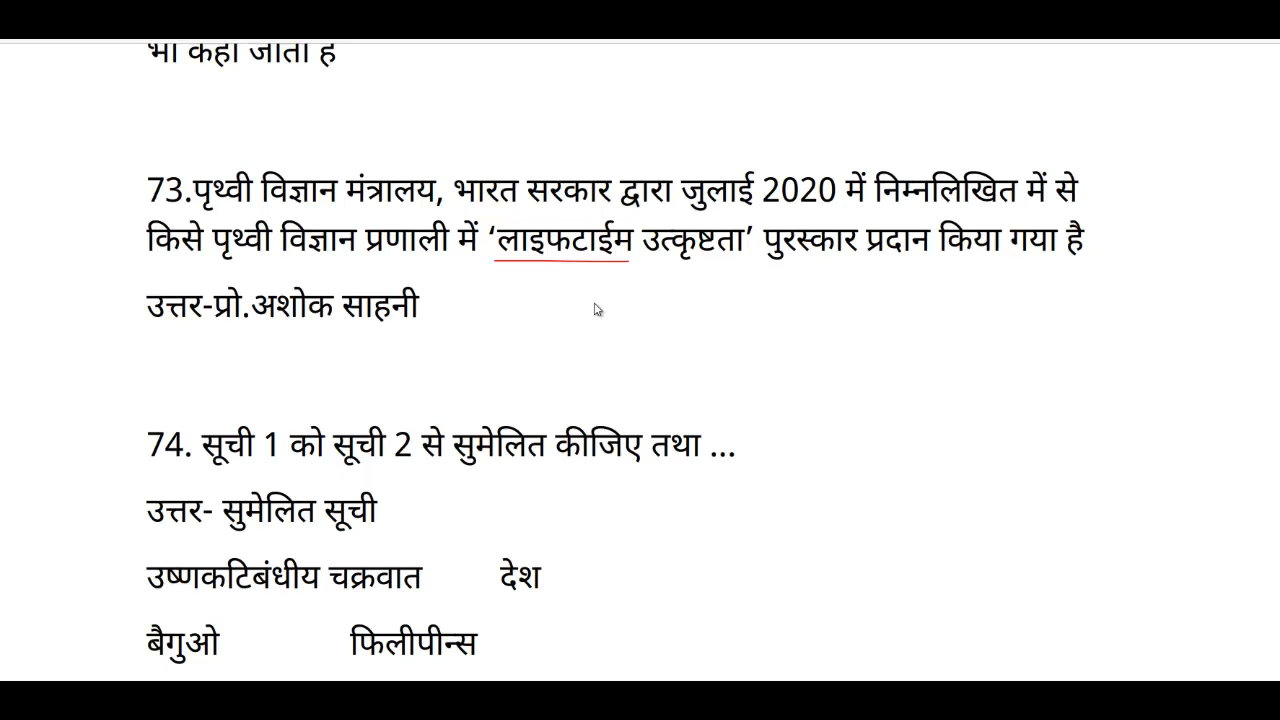 भी कहा जाता है
73.पृथ्वी विज्ञान मंत्रालय, भारत सरकार द्वारा जुलाई 2020 में निम्नलिखित में से
किसे पृथ्वी विज्ञान प्रणाली में ‘लाइफटाईम उत्कृष्टता’ पुरस्कार प्रदान किया गया है
उत्तर-प्रो.अशोक साहनी
74. सूची 1 को सूची 2 से सुमेलित कीजिए तथा ...
उत्तर- सुमेलित सूची
उष्णकटिबंधीय चक्रवात देश
बैगुओ फिलीपीन्स